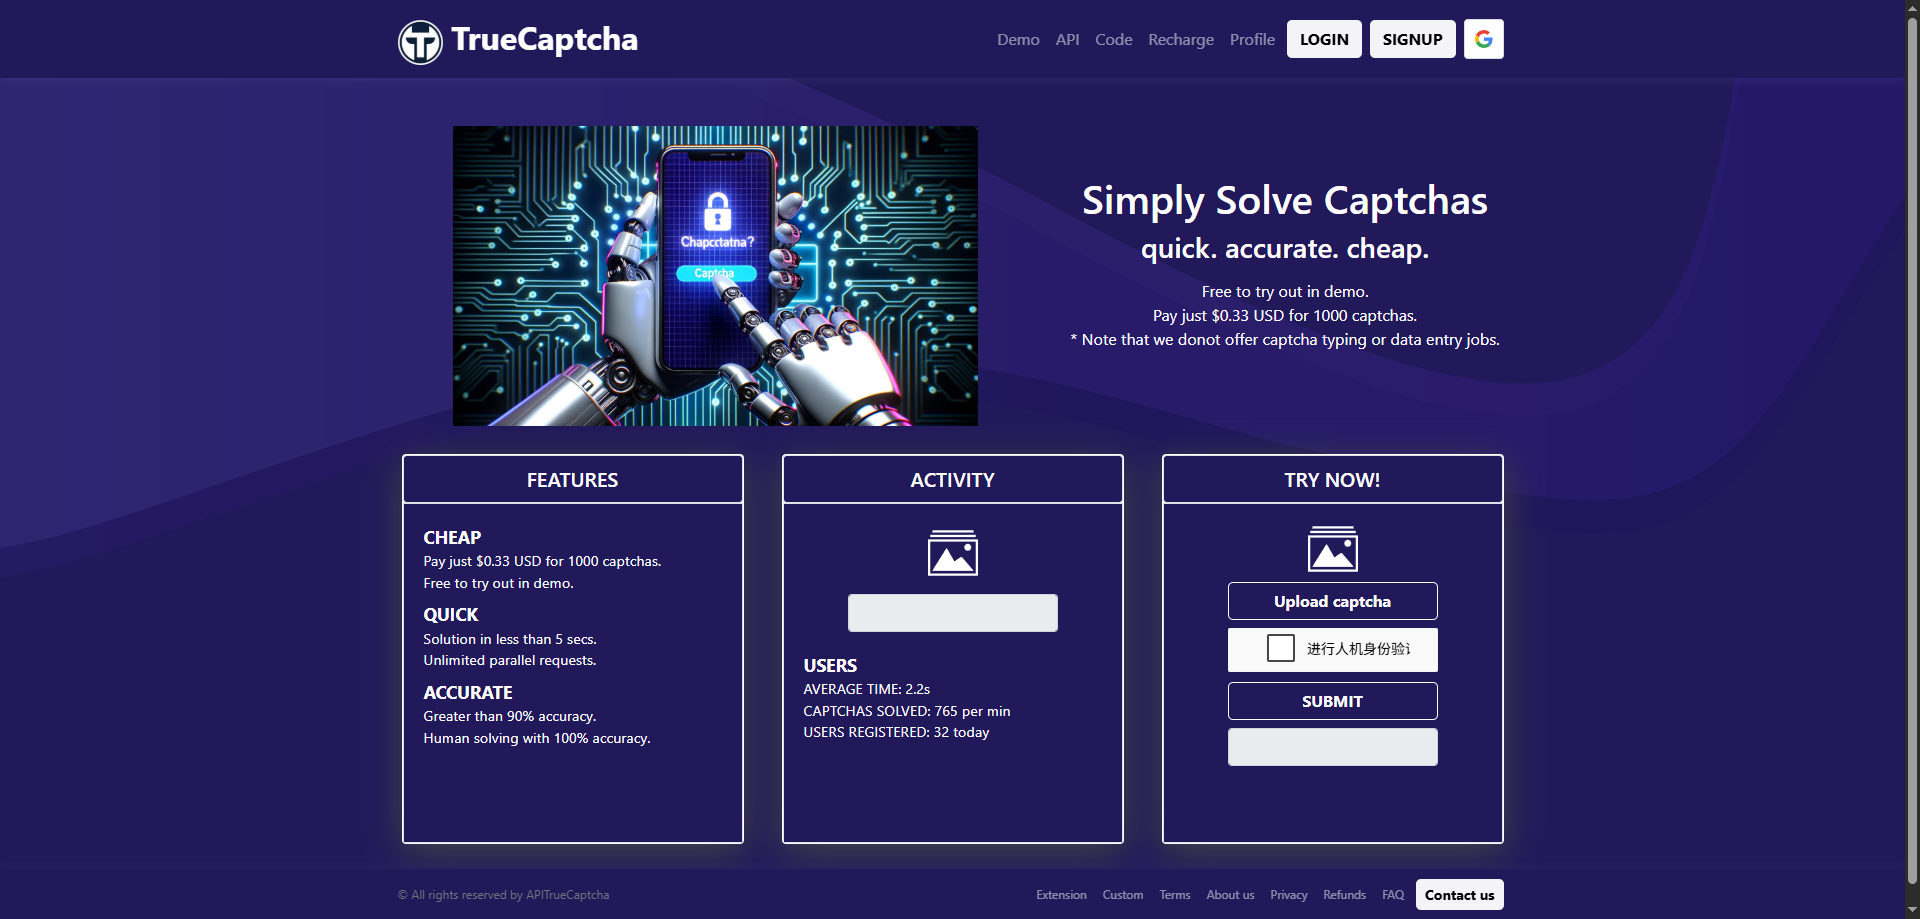 TrueCaptcha
Demo API Code Recharge Profile LOGIN SIGNUP
Chapcctatna?
Captcha
Simply Solve Captchas
quick. accurate. cheap.
Free to try out in demo.
Pay just $0.33 USD for 1000 captchas.
* Note that we donot offer captcha typing or data entry jobs.
FEATURES
CHEAP
Pay just $0.33 USD for 1000 captchas.
Free to try out in demo.
QUICK
Solution in less than 5 secs.
Unlimited parallel requests.
ACCURATE
Greater than 90% accuracy.
Human solving with 100% accuracy.
ACTIVITY
USERS
AVERAGE TIME: 2.2s
CAPTCHAS SOLVED: 765 per min
USERS REGISTERED: 32 today
TRY NOW!
Upload captcha
进行人机身份验
SUBMIT
© All rights reserved by APITrueCaptcha
Extension Custom Terms About us Privacy Refunds FAQ Contact us